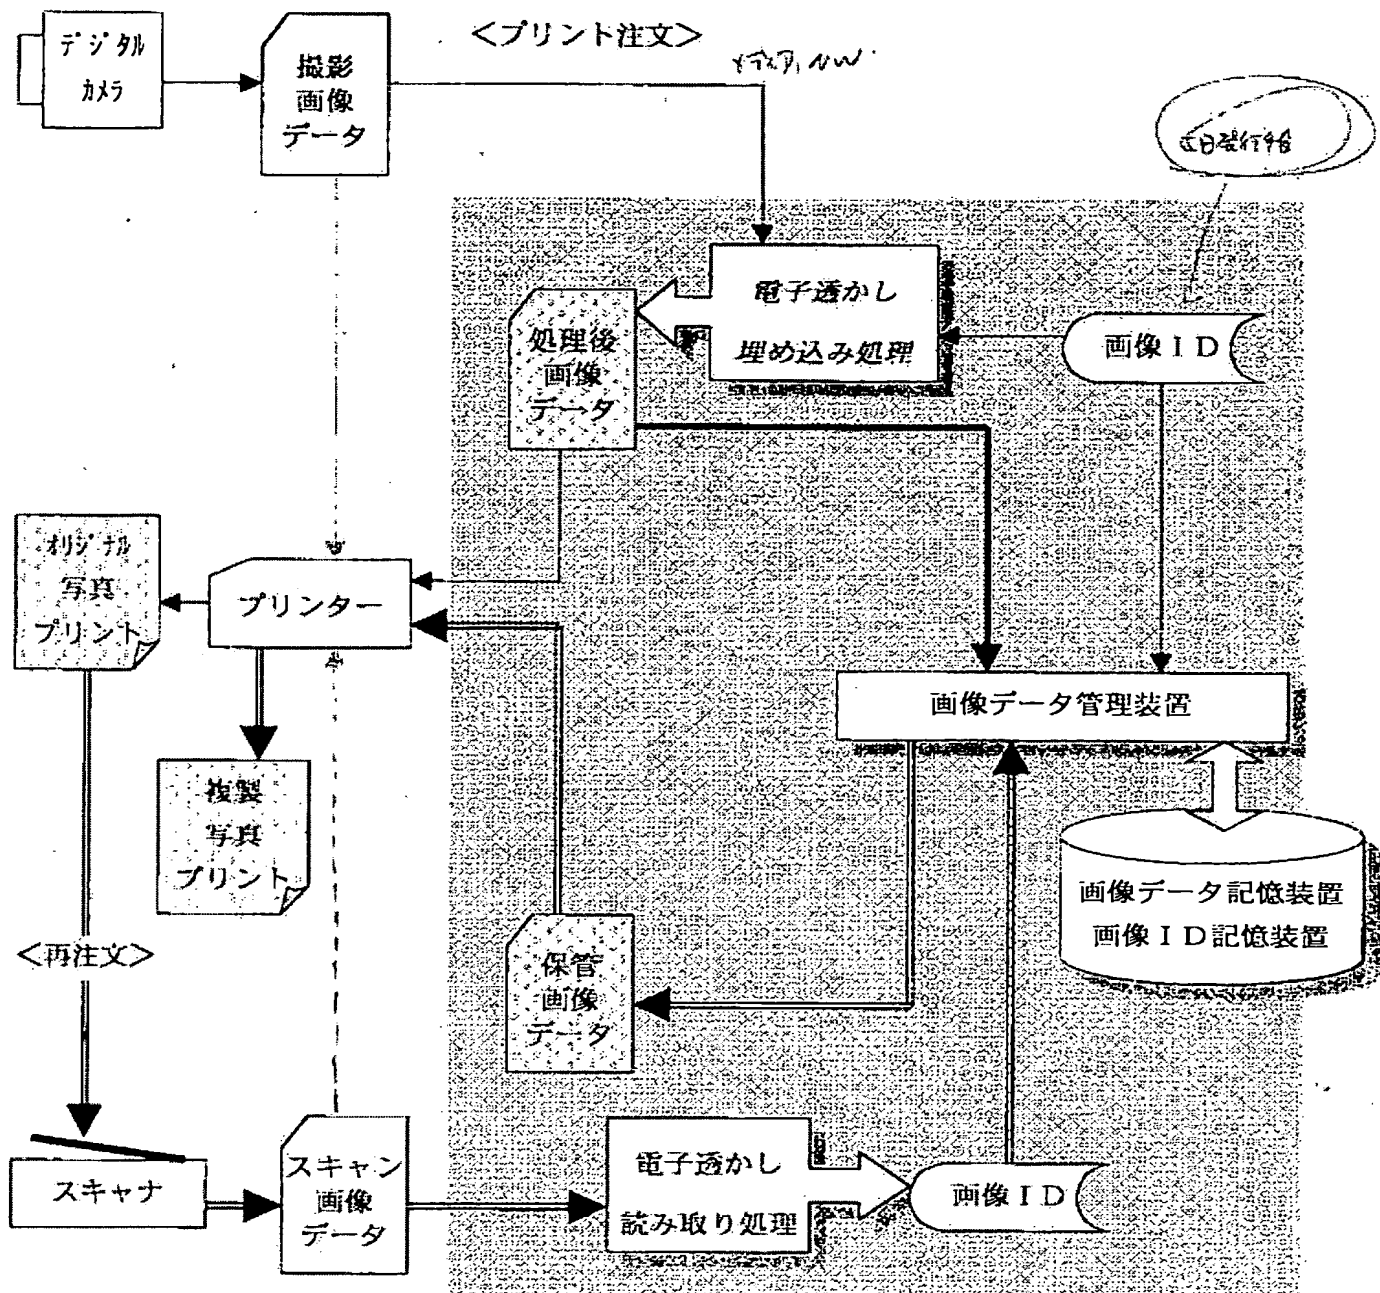 デジタル
カメラ
撮影
画像
データ
＜プリント注文＞
電子透かし
埋め込み処理
処理後
画像
データ
画像ＩＤ
オリジナル
写真
プリント
プリンター
画像データ管理装置
複製
写真
プリント
画像データ記憶装置
画像ＩＤ記憶装置
＜再注文＞
保管
画像
データ
スキャナ
スキャン
画像
データ
電子透かし
読み取り処理
画像ＩＤ